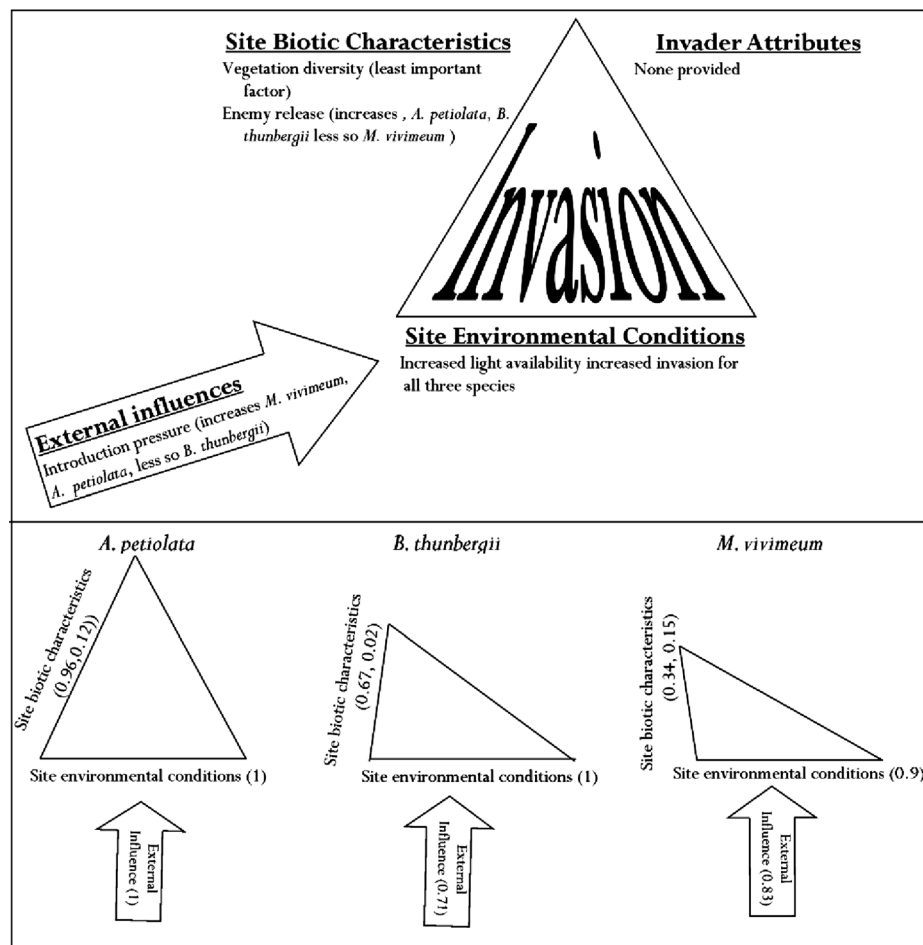 Site Biotic Characteristics
Vegetation diversity (least important
factor)
Enemy release (increases , A. petiolata, B.
thunbergii less so M. vivimeum )
Invader Attributes
None provided
Invasion
Site Environmental Conditions
Increased light availability increased invasion for
all three species
External influences
Introduction pressure (increases M. vivimeum,
A. petiolata, less so B. thunbergii)
A. petiolata
Site biotic characteristics
(0.96,0.12))
Site environmental conditions (1)
External
Influence (1)
B. thunbergii
Site biotic characteristics
(0.67, 0.02)
Site environmental conditions (1)
External
Influence (0.71)
M. vivimeum
Site biotic characteristics
(0.34, 0.15)
Site environmental conditions (0.9)
External
Influence (0.83)